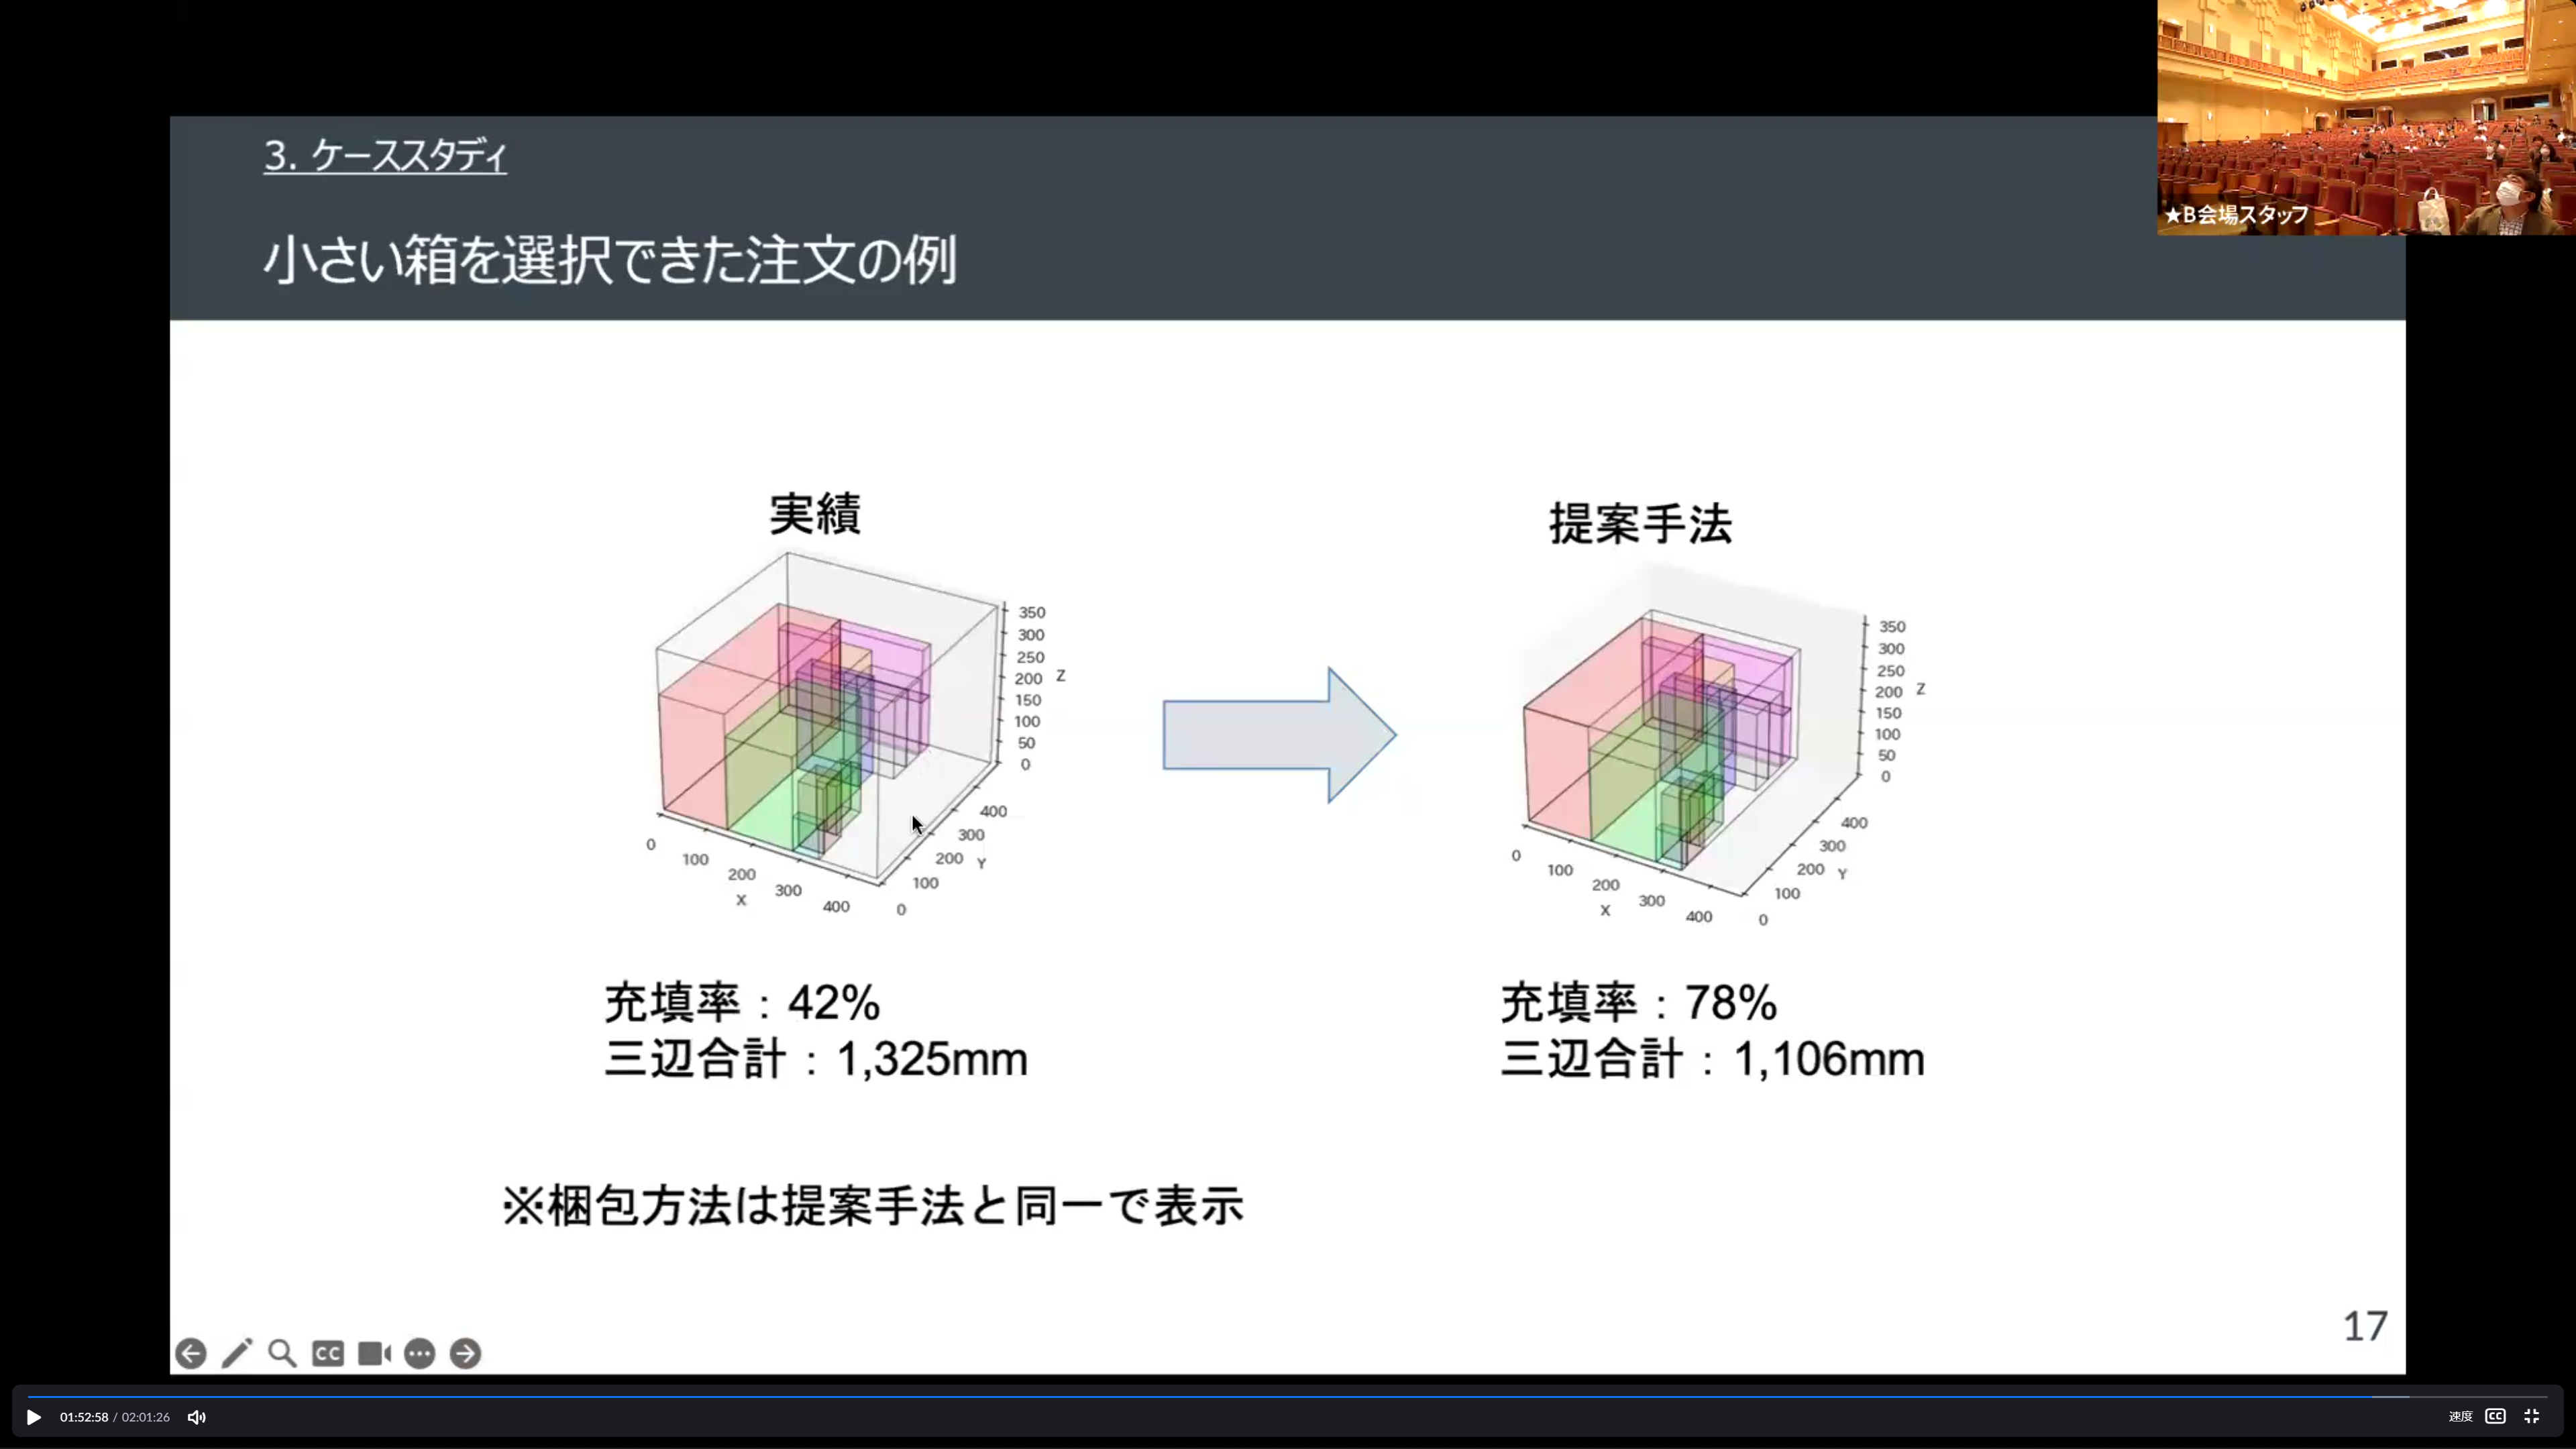 ★B会場スタッフ
3. ケーススタディ
小さい箱を選択できた注文の例
実績
提案手法
350
300
250
200
150
100
50
0
Z
0
100
200
300
400
X
0
100
200
300
400
Y
350
300
250
200
150
100
50
0
Z
0
100
200
300
400
X
0
100
200
300
400
Y
充填率：42%
三辺合計：1,325mm
充填率：78%
三辺合計：1,106mm
※梱包方法は提案手法と同一で表示
17
CC
01:52:58 / 02:01:26
速度
CC